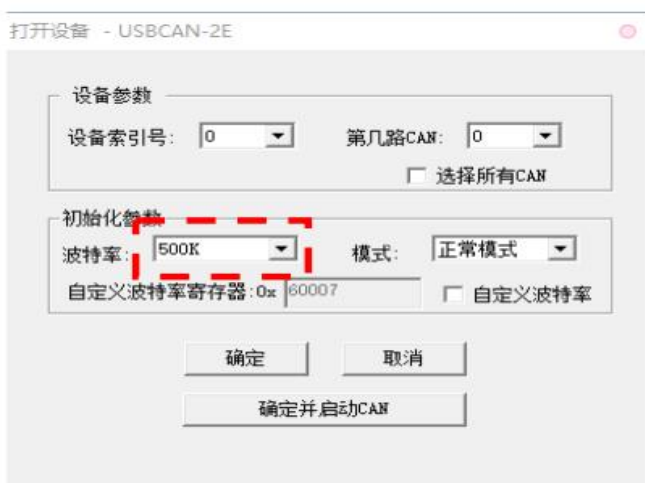 打开设备 - USBCAN-2E
设备参数
设备索引号: 0 第几路CAN: 0
选择所有CAN
初始化参数
波特率: 500K 模式: 正常模式
自定义波特率寄存器:0x 60007 自定义波特率
确定 取消
确定并启动CAN